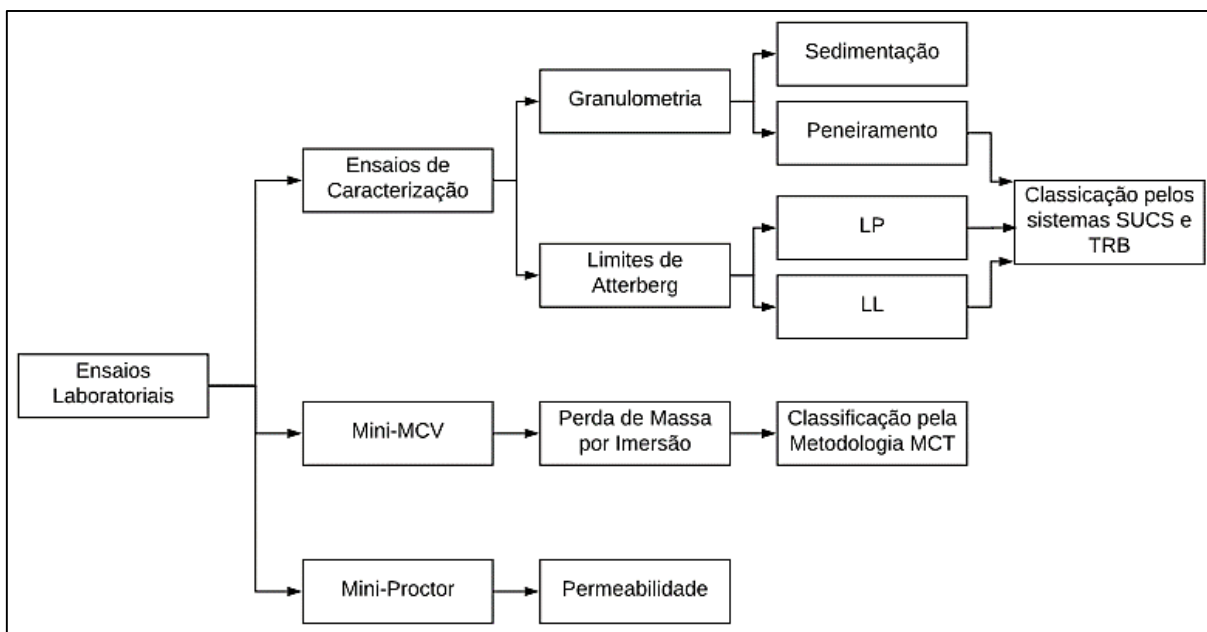 Sedimentação
Granulometria
Peneiramento
Ensaios de
Caracterização
Classicação pelos
sistemas SUCS e
TRB
LP
Limites de
Atterberg
LL
Ensaios
Laboratoriais
Mini-MCV
Perda de Massa
por Imersão
Classificação pela
Metodologia MCT
Mini-Proctor
Permeabilidade